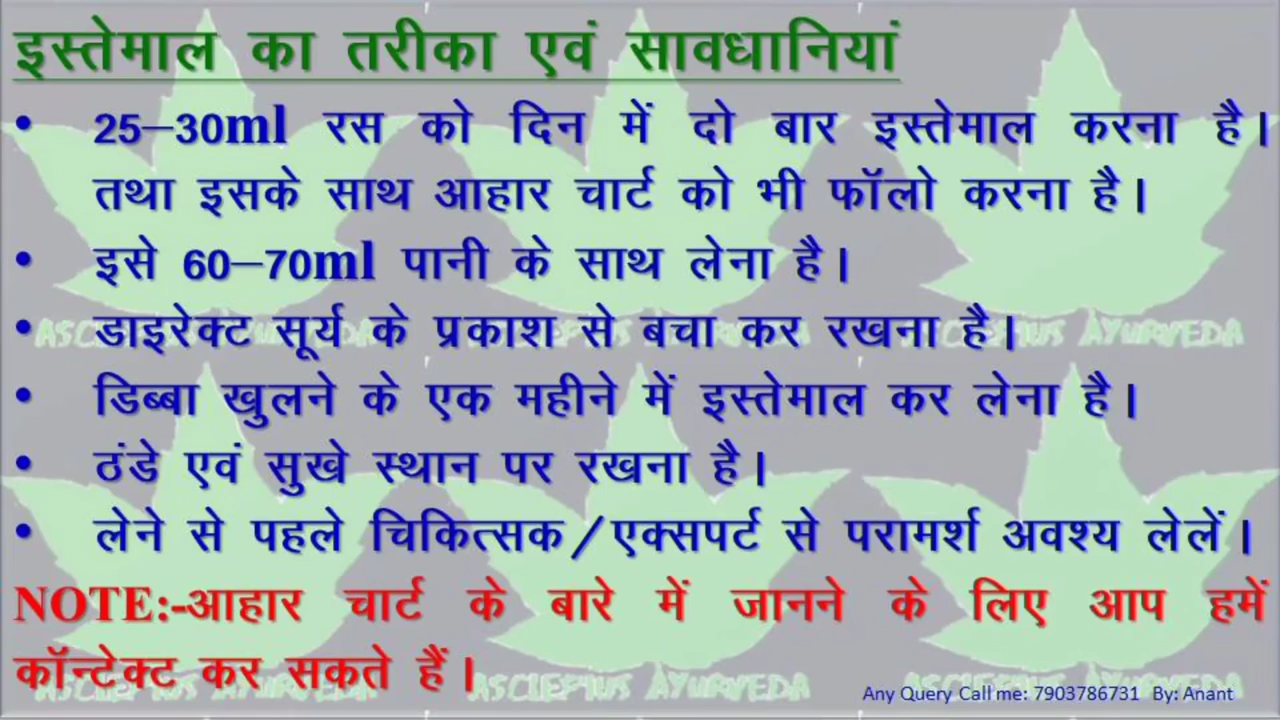 इस्तेमाल का तरीका एवं सावधानियां
• 25–30ml रस को दिन में दो बार इस्तेमाल करना है।
तथा इसके साथ आहार चार्ट को भी फॉलो करना है।
• इसे 60–70ml पानी के साथ लेना है।
• डाइरेक्ट सूर्य के प्रकाश से बचा कर रखना है।
• डिब्बा खुलने के एक महीने में इस्तेमाल कर लेना है।
• ठंडे एवं सुखे स्थान पर रखना है।
• लेने से पहले चिकित्सक/एक्सपर्ट से परामर्श अवश्य लेलें।
NOTE:-आहार चार्ट के बारे में जानने के लिए आप हमें
कॉन्टेक्ट कर सकते हैं।
ASCLEPIUS AYURVEDA
Any Query Call me: 7903786731 By: Anant